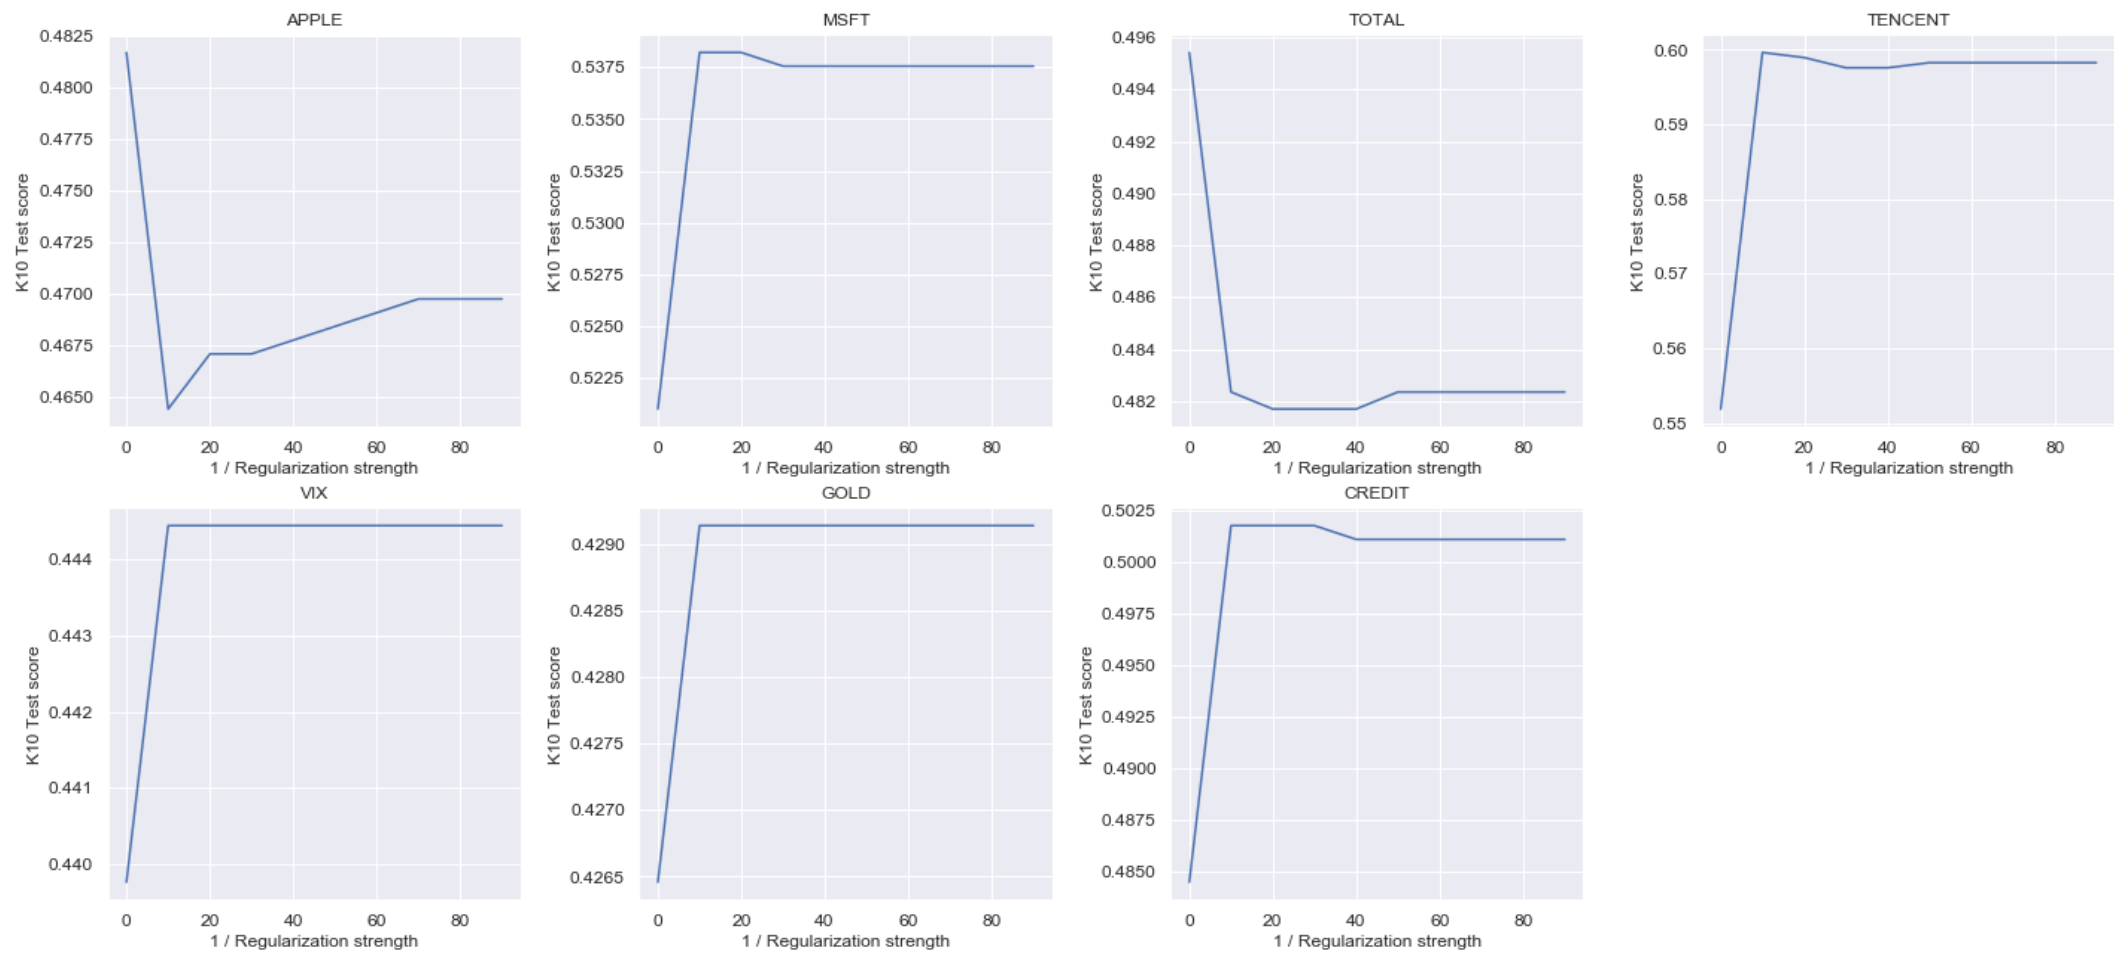 APPLE
K10 Test score
0.4825
0.4800
0.4775
0.4750
0.4725
0.4700
0.4675
0.4650
0 20 40 60 80
1 / Regularization strength
MSFT
K10 Test score
0.5375
0.5350
0.5325
0.5300
0.5275
0.5250
0.5225
0 20 40 60 80
1 / Regularization strength
TOTAL
K10 Test score
0.496
0.494
0.492
0.490
0.488
0.486
0.484
0.482
0 20 40 60 80
1 / Regularization strength
TENCENT
K10 Test score
0.60
0.59
0.58
0.57
0.56
0.55
0 20 40 60 80
1 / Regularization strength
VIX
K10 Test score
0.444
0.443
0.442
0.441
0.440
0 20 40 60 80
1 / Regularization strength
GOLD
K10 Test score
0.4290
0.4285
0.4280
0.4275
0.4270
0.4265
0 20 40 60 80
1 / Regularization strength
CREDIT
K10 Test score
0.5025
0.5000
0.4975
0.4950
0.4925
0.4900
0.4875
0.4850
0 20 40 60 80
1 / Regularization strength